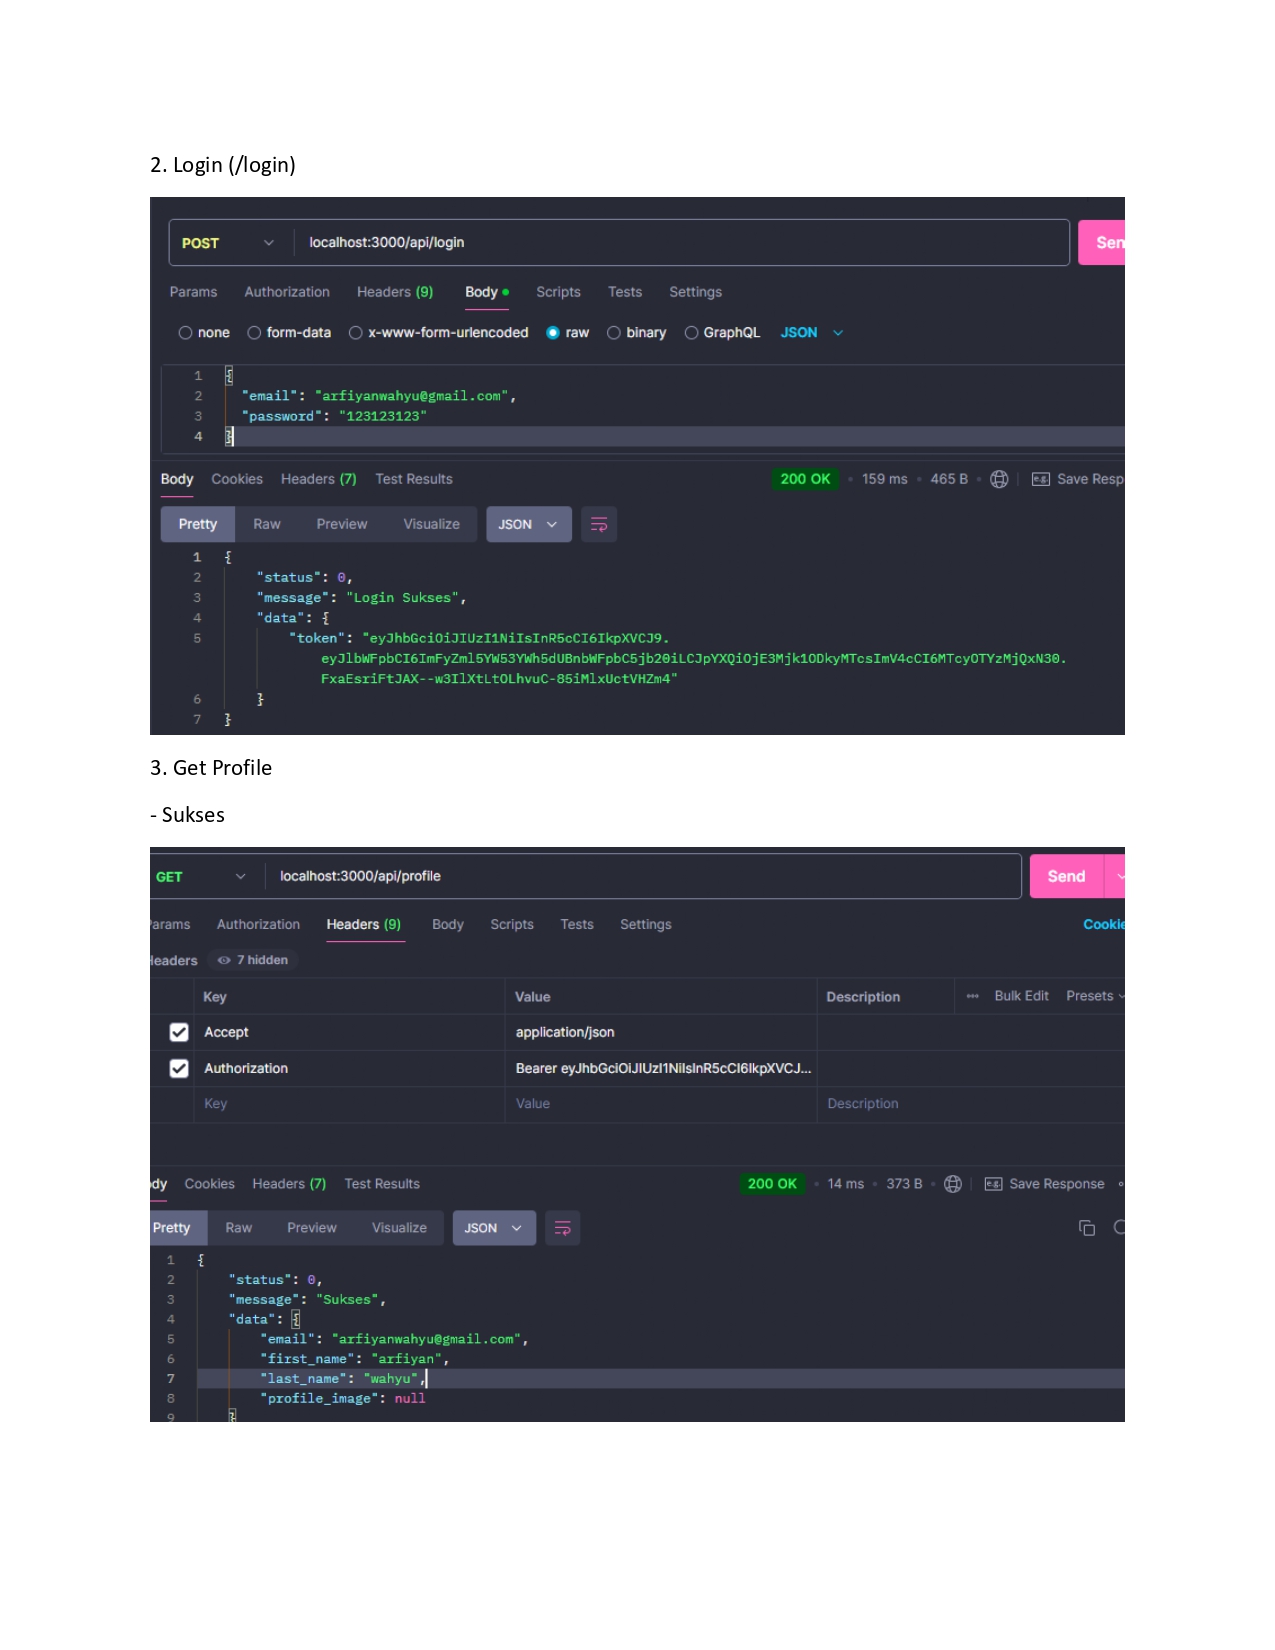 2. Login (/login)
POST localhost:3000/api/login Sen
Params Authorization Headers (9) Body Scripts Tests Settings
none form-data x-www-form-urlencoded raw binary GraphQL JSON
1 {
2 "email": "arfiyanwahyu@gmail.com",
3 "password": "123123123"
4 }
Body Cookies Headers (7) Test Results 200 OK 159 ms 465 B e.g. Save Resp
Pretty Raw Preview Visualize JSON
1 {
2 "status": 0,
3 "message": "Login Sukses",
4 "data": {
5 "token": "eyJhbGciOiJIUzI1NiIsInR5cCI6IkpXVCJ9.
eyJlbWFpbCI6ImFyZml5YW53YWh5dUBnbWFpbC5jb20iLCJpYXQiOjE3Mjk1ODkyMTcsImV4cCI6MTcyOTYzMjQxN30.
FxaEsriFtJAX--w3IlXtLtOLhvuC-85iMlxUctVHZm4"
6 }
7 }
3. Get Profile
- Sukses
GET localhost:3000/api/profile Send
arams Authorization Headers (9) Body Scripts Tests Settings Cookie
eaders 7 hidden
Key Value Description Bulk Edit Presets
Accept application/json
Authorization Bearer eyJhbGciOiJIUzI1NiIsInR5cCI6IkpXVCJ...
Key Value Description
dy Cookies Headers (7) Test Results 200 OK 14 ms 373 B e.g. Save Response
Pretty Raw Preview Visualize JSON
1 {
2 "status": 0,
3 "message": "Sukses",
4 "data": {
5 "email": "arfiyanwahyu@gmail.com",
6 "first_name": "arfiyan",
7 "last_name": "wahyu",
8 "profile_image": null
9 }